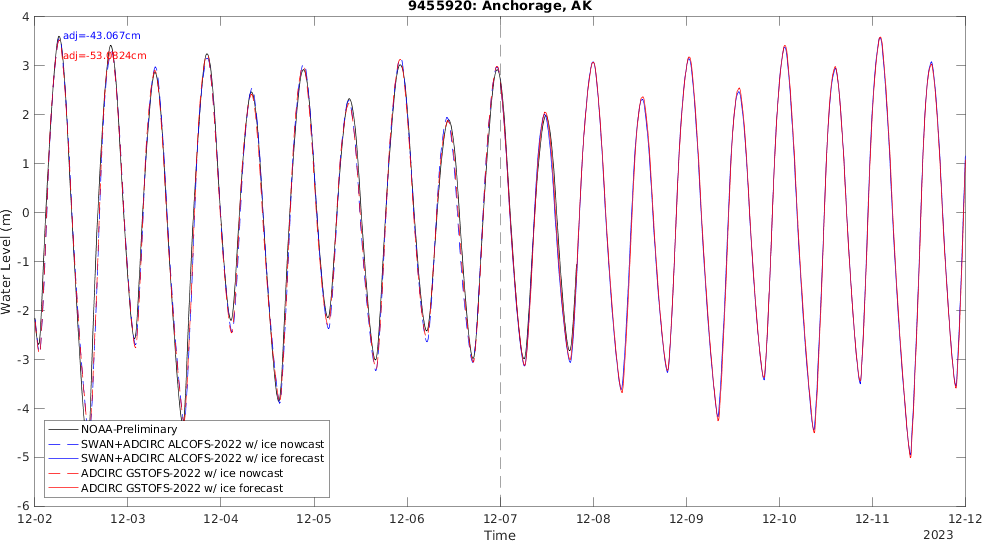 9455920: Anchorage, AK
adj=-43.067cm
adj=-53.0824cm
4
3
2
1
0
-1
-2
-3
-4
-5
-6
Water Level (m)
NOAA-Preliminary
SWAN+ADCIRC ALCOFS-2022 w/ ice nowcast
SWAN+ADCIRC ALCOFS-2022 w/ ice forecast
ADCIRC GSTOFS-2022 w/ ice nowcast
ADCIRC GSTOFS-2022 w/ ice forecast
12-02 12-03 12-04 12-05 12-06 12-07 12-08 12-09 12-10 12-11 12-12
Time
2023